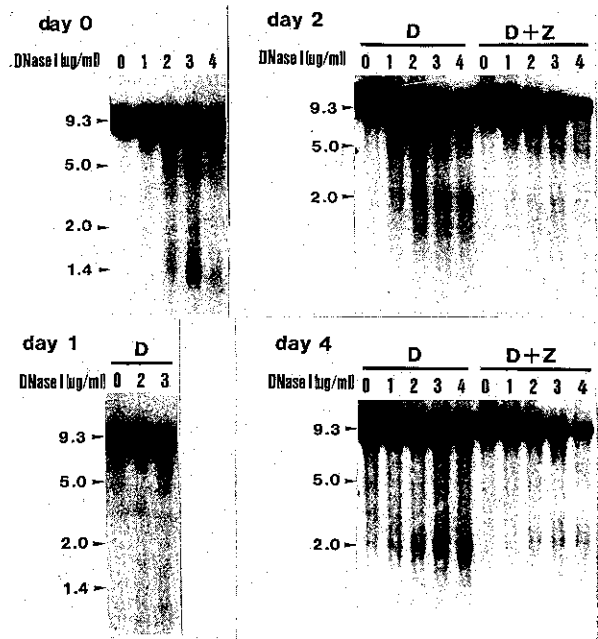 day 0
DNase I (ug/ml) 0 1 2 3 4
9.3
5.0
2.0
1.4
day 2
D D+Z
DNase I (ug/ml) 0 1 2 3 4 0 1 2 3 4
9.3
5.0
2.0
day 1
D
DNase I (ug/ml) 0 2 3
9.3
5.0
2.0
1.4
day 4
D D+Z
DNase I (ug/ml) 0 1 2 3 4 0 1 2 3 4
9.3
5.0
2.0